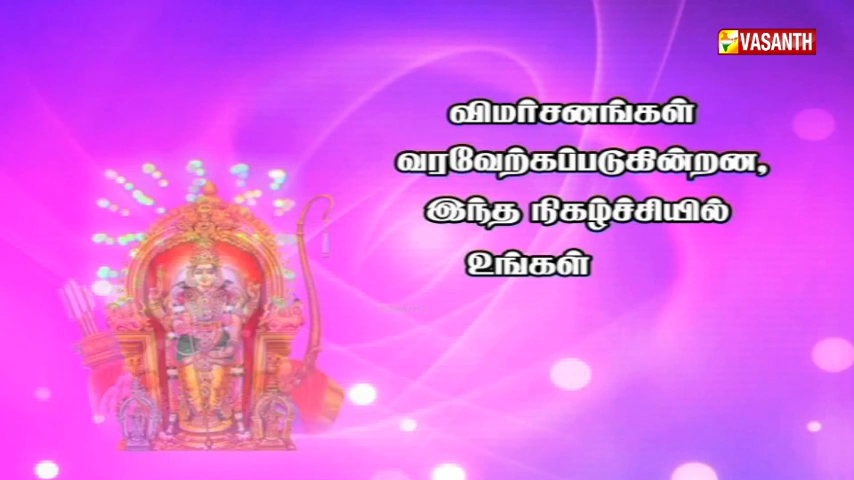 VASANTH
விமர்சனங்கள்
வரவேற்கப்படுகின்றன,
இந்த நிகழ்ச்சியில்
உங்கள்